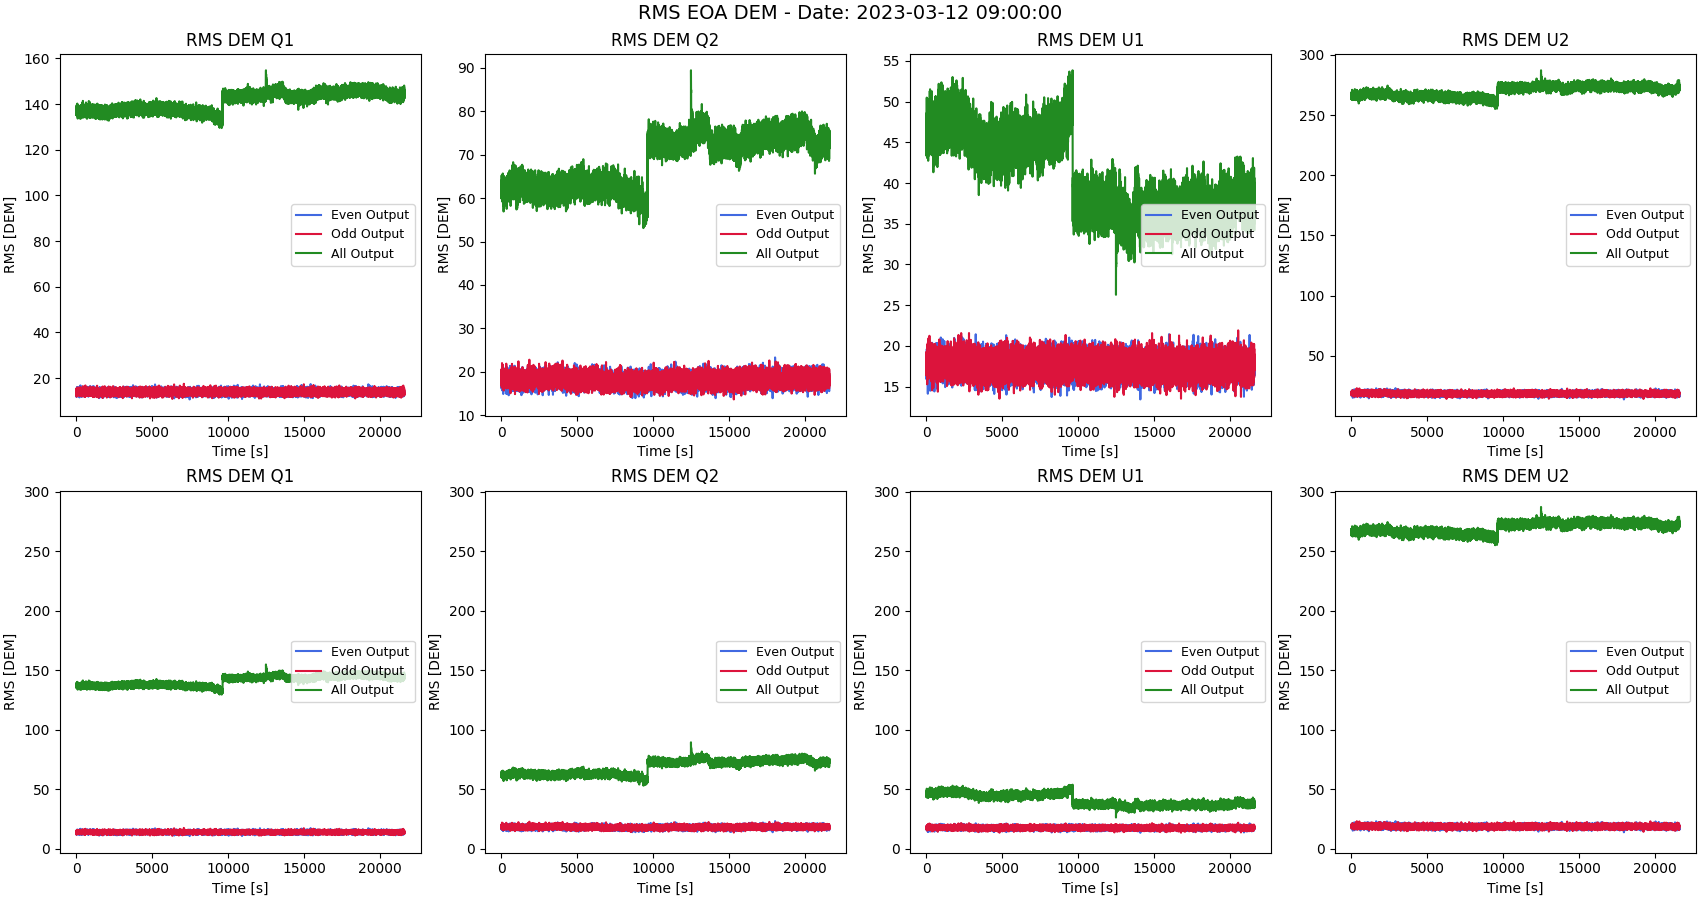 RMS EOA DEM - Date: 2023-03-12 09:00:00
RMS DEM Q1
160
140
120
100
80
60
40
20
RMS [DEM]
0 5000 10000 15000 20000
Time [s]
Even Output
Odd Output
All Output
RMS DEM Q2
90
80
70
60
50
40
30
20
10
RMS [DEM]
0 5000 10000 15000 20000
Time [s]
Even Output
Odd Output
All Output
RMS DEM U1
55
50
45
40
35
30
25
20
15
RMS [DEM]
0 5000 10000 15000 20000
Time [s]
Even Output
Odd Output
All Output
RMS DEM U2
300
250
200
150
100
50
RMS [DEM]
0 5000 10000 15000 20000
Time [s]
Even Output
Odd Output
All Output
RMS DEM Q1
300
250
200
150
100
50
0
RMS [DEM]
0 5000 10000 15000 20000
Time [s]
Even Output
Odd Output
All Output
RMS DEM Q2
300
250
200
150
100
50
0
RMS [DEM]
0 5000 10000 15000 20000
Time [s]
Even Output
Odd Output
All Output
RMS DEM U1
300
250
200
150
100
50
0
RMS [DEM]
0 5000 10000 15000 20000
Time [s]
Even Output
Odd Output
All Output
RMS DEM U2
300
250
200
150
100
50
0
RMS [DEM]
0 5000 10000 15000 20000
Time [s]
Even Output
Odd Output
All Output